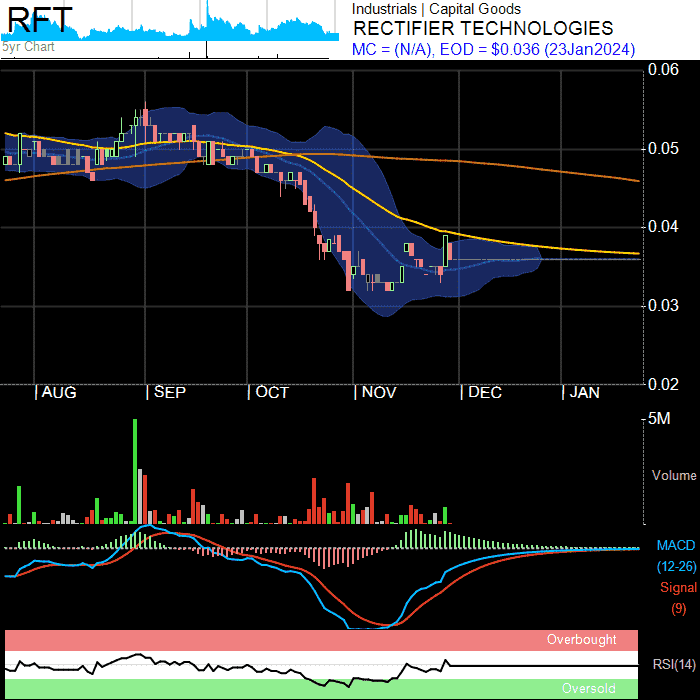 RFT
5yr Chart
Industrials | Capital Goods
RECTIFIER TECHNOLOGIES
MC = (N/A), EOD = $0.036 (23Jan2024)
0.06
0.05
0.04
0.03
0.02
| AUG | SEP | OCT | NOV | DEC | JAN
5M
Volume
MACD
(12-26)
Signal
(9)
Overbought
RSI(14)
Oversold